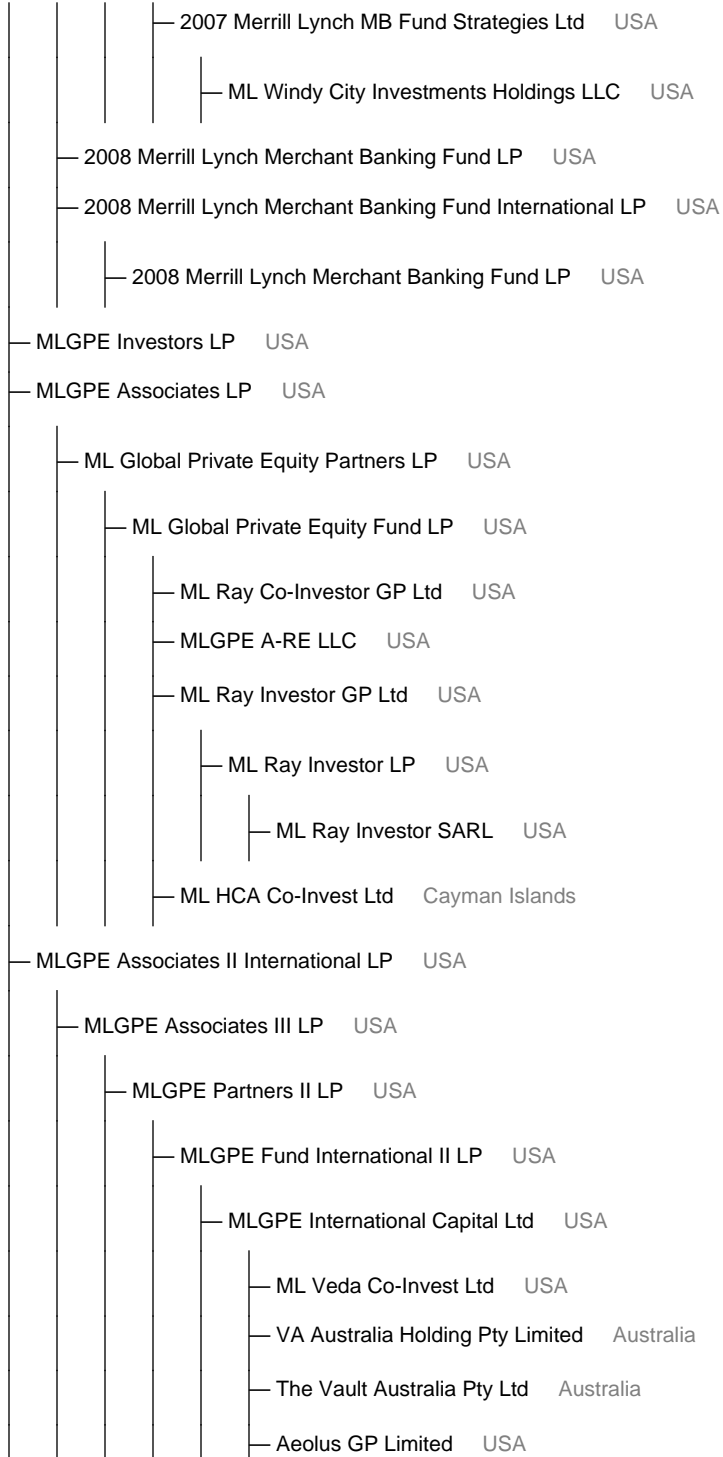 2007 Merrill Lynch MB Fund Strategies Ltd USA
ML Windy City Investments Holdings LLC USA
2008 Merrill Lynch Merchant Banking Fund LP USA
2008 Merrill Lynch Merchant Banking Fund International LP USA
2008 Merrill Lynch Merchant Banking Fund LP USA
MLGPE Investors LP USA
MLGPE Associates LP USA
ML Global Private Equity Partners LP USA
ML Global Private Equity Fund LP USA
ML Ray Co-Investor GP Ltd USA
MLGPE A-RE LLC USA
ML Ray Investor GP Ltd USA
ML Ray Investor LP USA
ML Ray Investor SARL USA
ML HCA Co-Invest Ltd Cayman Islands
MLGPE Associates II International LP USA
MLGPE Associates III LP USA
MLGPE Partners II LP USA
MLGPE Fund International II LP USA
MLGPE International Capital Ltd USA
ML Veda Co-Invest Ltd USA
VA Australia Holding Pty Limited Australia
The Vault Australia Pty Ltd Australia
Aeolus GP Limited USA